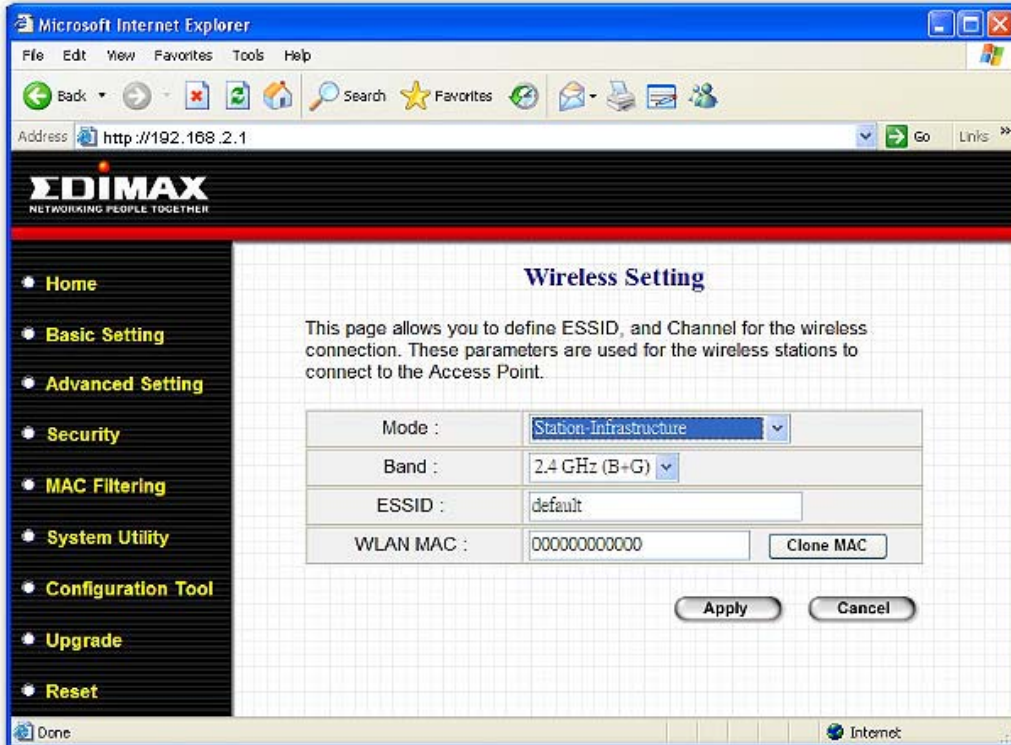 Microsoft Internet Explorer
File Edit View Favorites Tools Help
Back Search Favorites
Address http://192.168.2.1 Go Links »
EDIMAX
NETWORKING PEOPLE TOGETHER
Home
Basic Setting
Advanced Setting
Security
MAC Filtering
System Utility
Configuration Tool
Upgrade
Reset
Wireless Setting
This page allows you to define ESSID, and Channel for the wireless
connection. These parameters are used for the wireless stations to
connect to the Access Point.
Mode : Station-Infrastructure
Band : 2.4 GHz (B+G)
ESSID : default
WLAN MAC : 000000000000 Clone MAC
Apply Cancel
Done Internet